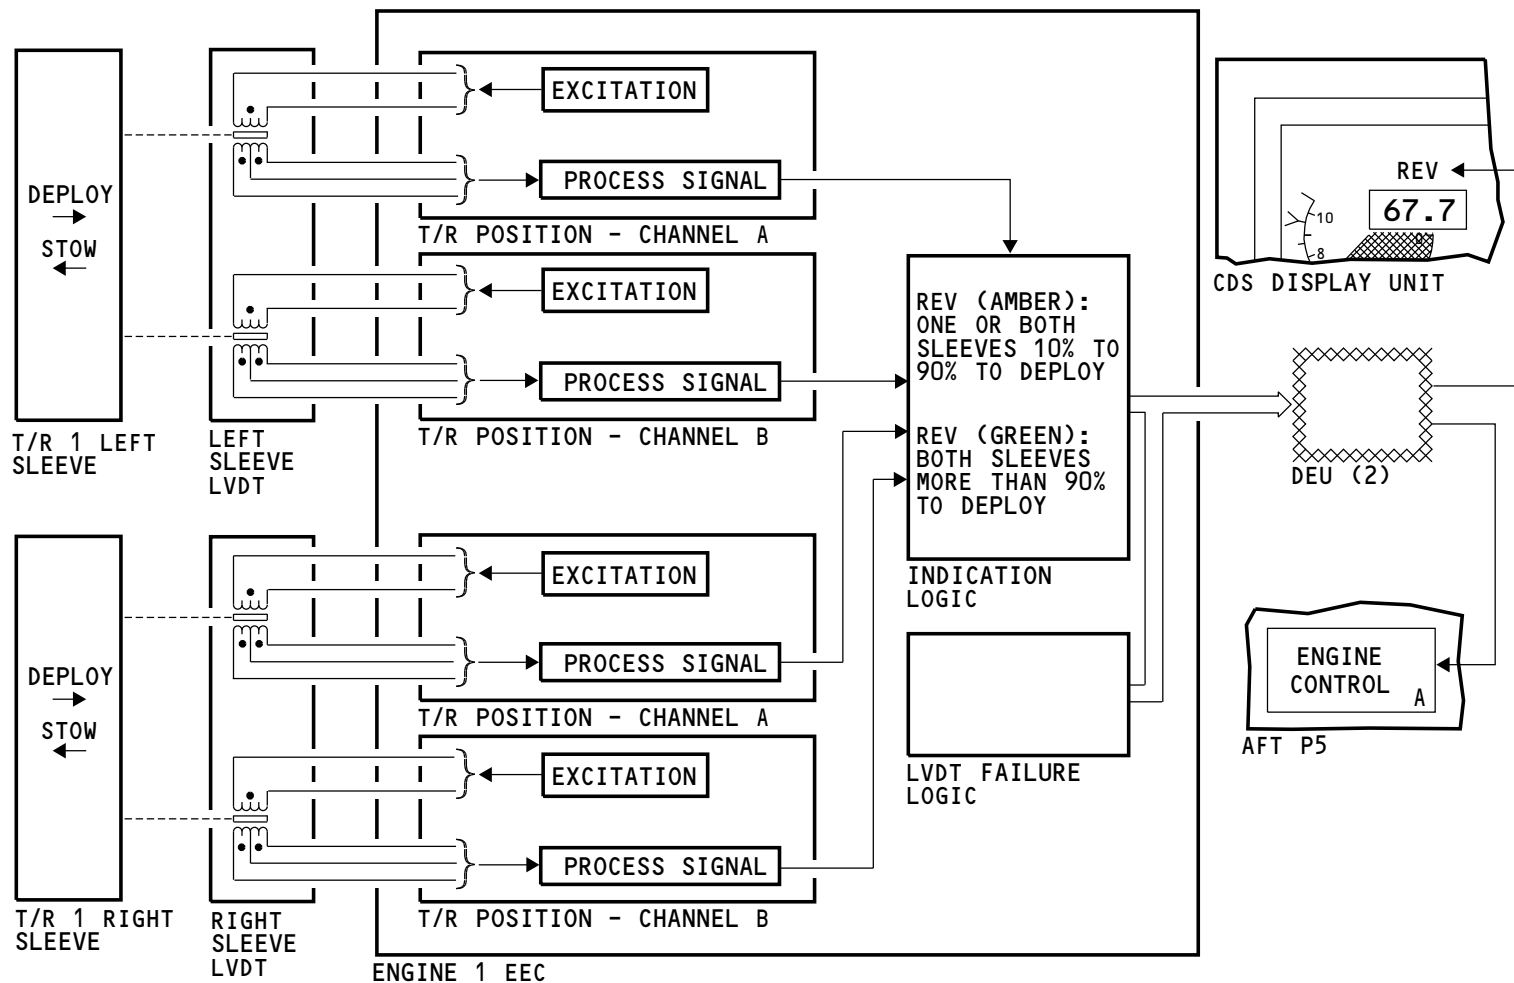 EXCITATION
PROCESS SIGNAL
T/R POSITION - CHANNEL A
EXCITATION
PROCESS SIGNAL
T/R POSITION - CHANNEL B
DEPLOY
STOW
T/R 1 LEFT
SLEEVE
LEFT
SLEEVE
LVDT
EXCITATION
PROCESS SIGNAL
T/R POSITION - CHANNEL A
EXCITATION
PROCESS SIGNAL
T/R POSITION - CHANNEL B
DEPLOY
STOW
T/R 1 RIGHT
SLEEVE
RIGHT
SLEEVE
LVDT
ENGINE 1 EEC
REV (AMBER):
ONE OR BOTH
SLEEVES 10% TO
90% TO DEPLOY
REV (GREEN):
BOTH SLEEVES
MORE THAN 90%
TO DEPLOY
INDICATION
LOGIC
LVDT FAILURE
LOGIC
REV
67.7
10
0
8
CDS DISPLAY UNIT
DEU (2)
ENGINE
CONTROL
A
AFT P5